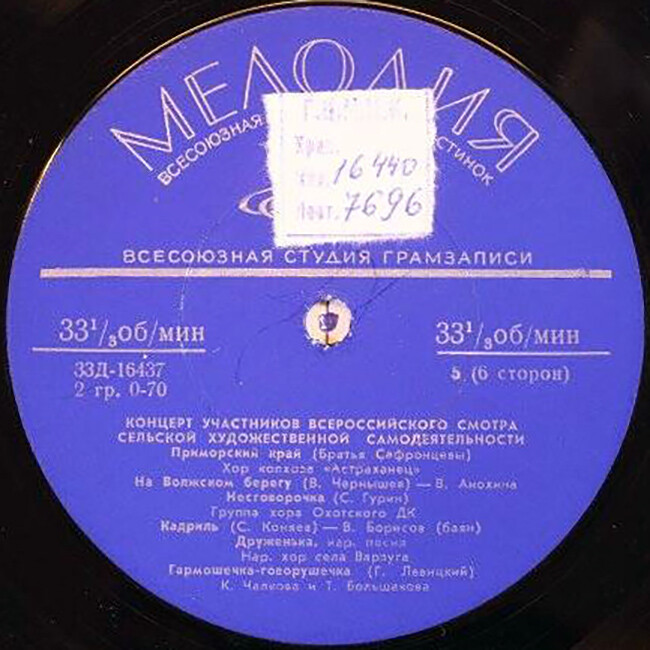 МЕЛОДИЯ
ВСЕСОЮЗНАЯ СТИНОК
16440
7696
ВСЕСОЮЗНАЯ СТУДИЯ ГРАМЗАПИСИ
33¹/₃об/мин 33¹/₃об/мин
33Д-16437 5 (6 сторон)
2 гр. 0-70
КОНЦЕРТ УЧАСТНИКОВ ВСЕРОССИЙСКОГО СМОТРА
СЕЛЬСКОЙ ХУДОЖЕСТВЕННОЙ САМОДЕЯТЕЛЬНОСТИ
Приморский край (Братья Сафронцевы)
Хор колхоза «Астраханец»
На Волжском берегу (В. Чернышев) — В. Анохина
Несговорочка (С. Гурин)
Группа хора Охотского ДК
Кадриль (С. Коняев) — В. Борисов (баян)
Друженька, нар. песня
Нар. хор села Варзуга
Гармошечка-говорушечка (Г. Левицкий)
К. Чалкова и Т. Большакова